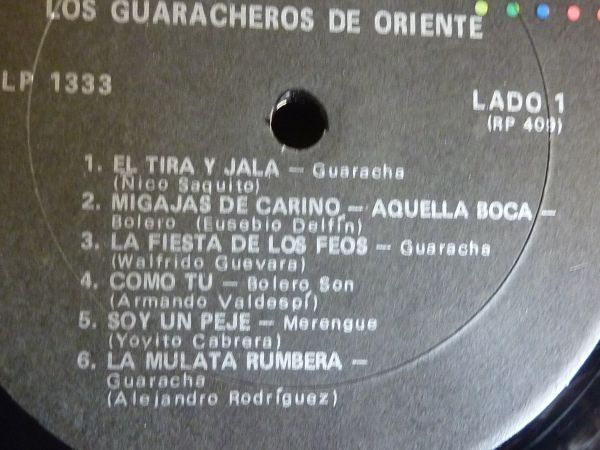 LOS GUARACHEROS DE ORIENTE
LP 1333
LADO 1
(RP 409)
1. EL TIRA Y JALA — Guaracha
(Nico Saquito)
2. MIGAJAS DE CARINO — AQUELLA BOCA —
Bolero (Eusebio Delfín)
3. LA FIESTA DE LOS FEOS — Guaracha
(Walfrido Guevara)
4. COMO TU — Bolero Son
(Armando Valdespí)
5. SOY UN PEJE — Merengue
(Yoyito Cabrera)
6. LA MULATA RUMBERA —
Guaracha
(Alejandro Rodríguez)